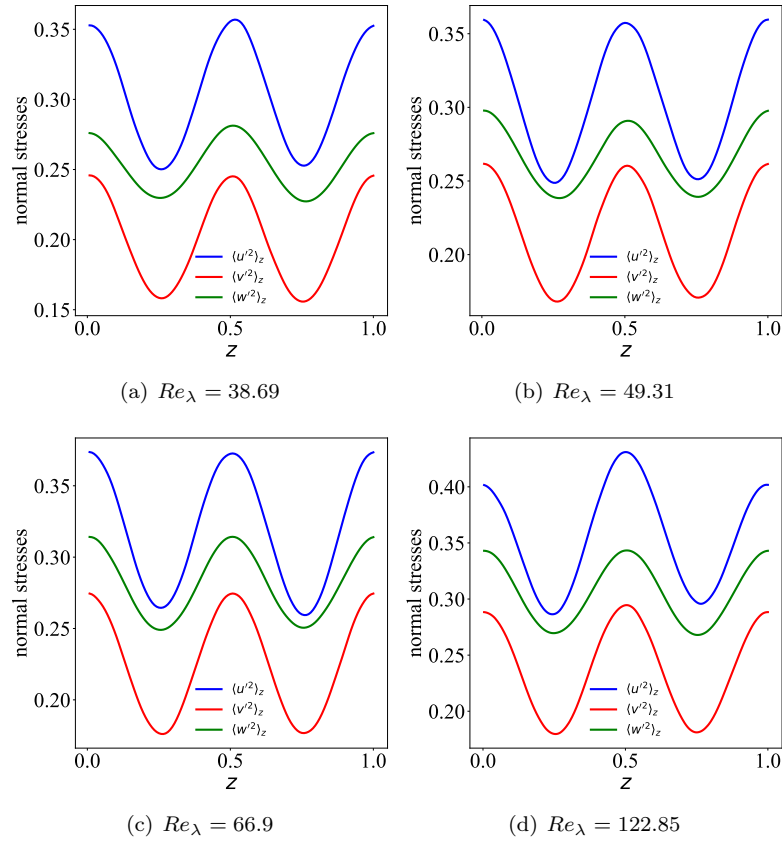 normal stresses
0.35
0.30
0.25
0.20
0.15
⟨u′²⟩z
⟨v′²⟩z
⟨w′²⟩z
0.0 0.5 1.0
z
(a) Reλ = 38.69
normal stresses
0.35
0.30
0.25
0.20
⟨u′²⟩z
⟨v′²⟩z
⟨w′²⟩z
0.0 0.5 1.0
z
(b) Reλ = 49.31
normal stresses
0.35
0.30
0.25
0.20
⟨u′²⟩z
⟨v′²⟩z
⟨w′²⟩z
0.0 0.5 1.0
z
(c) Reλ = 66.9
normal stresses
0.40
0.35
0.30
0.25
0.20
⟨u′²⟩z
⟨v′²⟩z
⟨w′²⟩z
0.0 0.5 1.0
z
(d) Reλ = 122.85